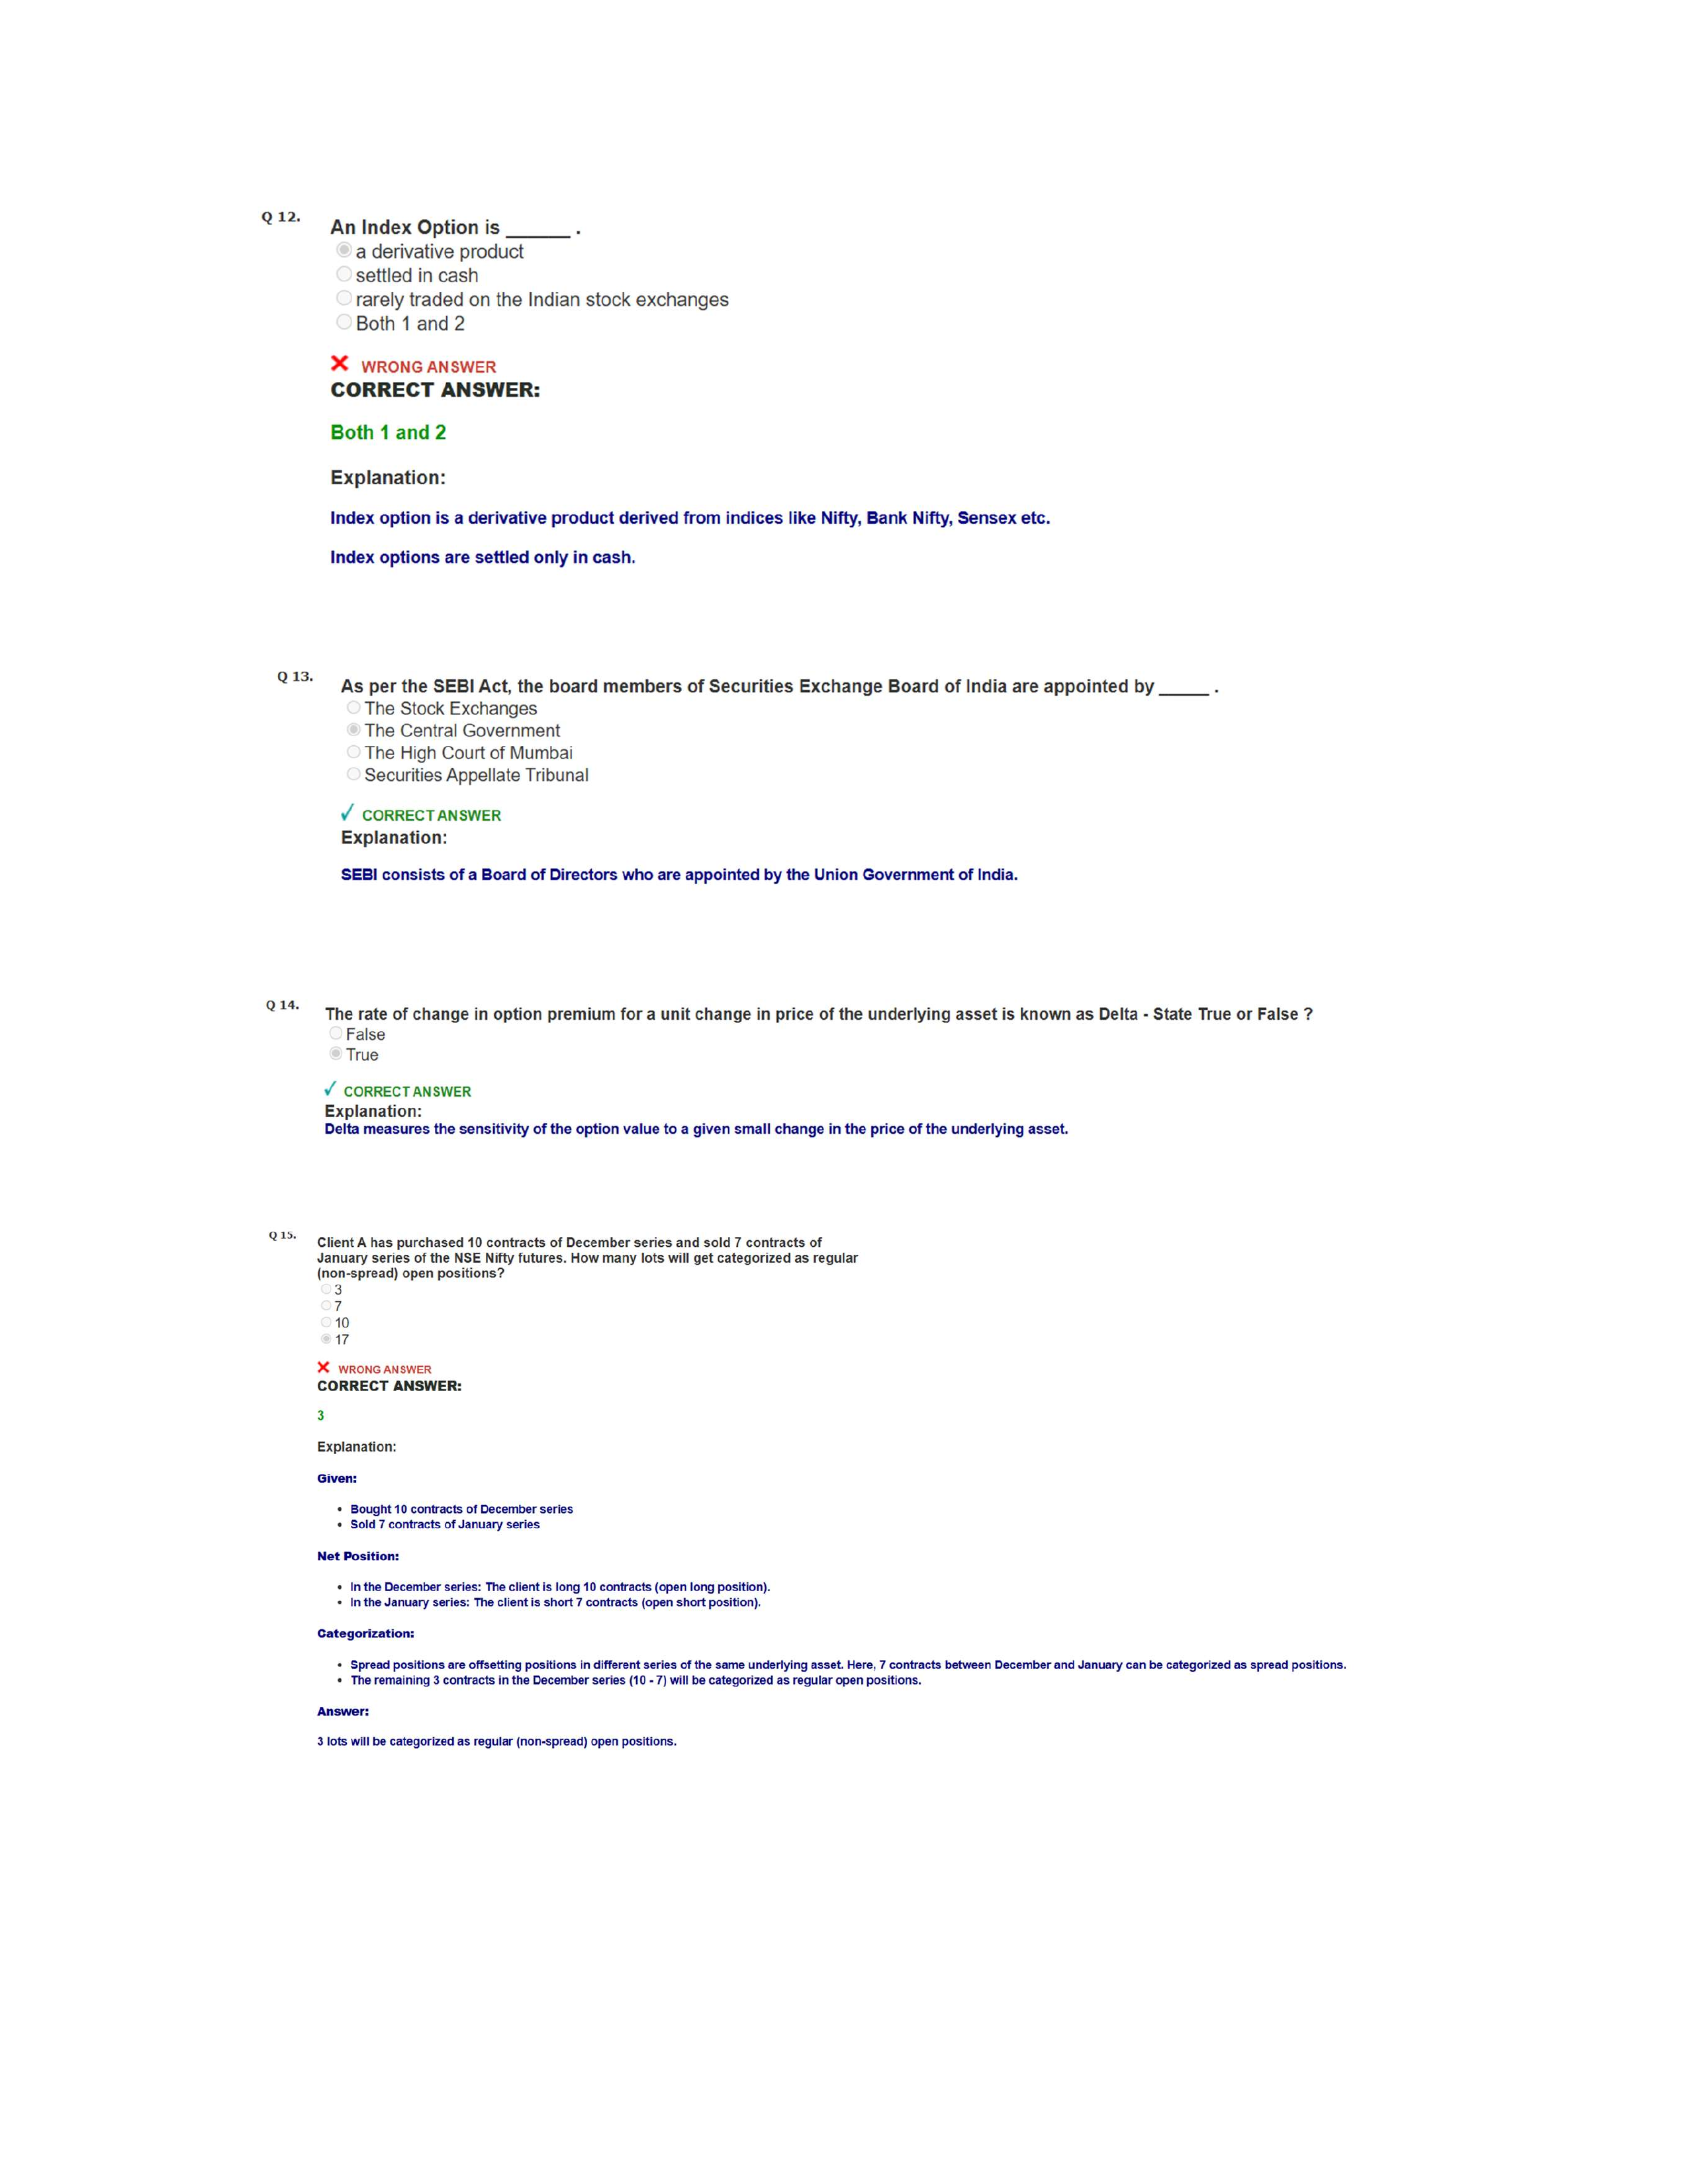 Q 12.
An Index Option is ______ .
a derivative product
settled in cash
rarely traded on the Indian stock exchanges
Both 1 and 2
WRONG ANSWER
CORRECT ANSWER:
Both 1 and 2
Explanation:
Index option is a derivative product derived from indices like Nifty, Bank Nifty, Sensex etc.
Index options are settled only in cash.
Q 13.
As per the SEBI Act, the board members of Securities Exchange Board of India are appointed by _____ .
The Stock Exchanges
The Central Government
The High Court of Mumbai
Securities Appellate Tribunal
CORRECT ANSWER
Explanation:
SEBI consists of a Board of Directors who are appointed by the Union Government of India.
Q 14.
The rate of change in option premium for a unit change in price of the underlying asset is known as Delta - State True or False ?
False
True
CORRECT ANSWER
Explanation:
Delta measures the sensitivity of the option value to a given small change in the price of the underlying asset.
Q 15.
Client A has purchased 10 contracts of December series and sold 7 contracts of
January series of the NSE Nifty futures. How many lots will get categorized as regular
(non-spread) open positions?
3
7
10
17
WRONG ANSWER
CORRECT ANSWER:
3
Explanation:
Given:
• Bought 10 contracts of December series
• Sold 7 contracts of January series
Net Position:
• In the December series: The client is long 10 contracts (open long position).
• In the January series: The client is short 7 contracts (open short position).
Categorization:
• Spread positions are offsetting positions in different series of the same underlying asset. Here, 7 contracts between December and January can be categorized as spread positions.
• The remaining 3 contracts in the December series (10 - 7) will be categorized as regular open positions.
Answer:
3 lots will be categorized as regular (non-spread) open positions.